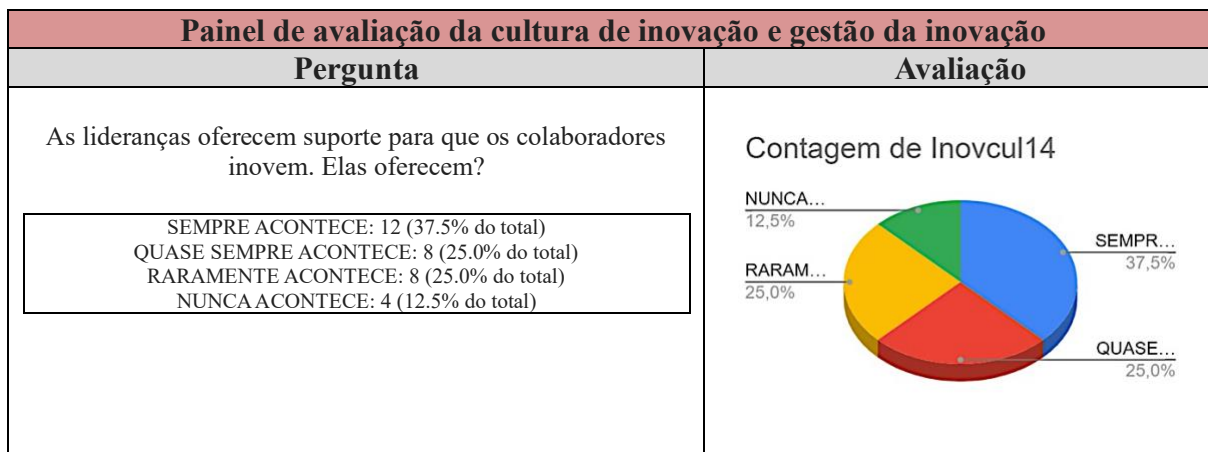 Painel de avaliação da cultura de inovação e gestão da inovação
Pergunta
Avaliação
As lideranças oferecem suporte para que os colaboradores
inovem. Elas oferecem?
SEMPRE ACONTECE: 12 (37.5% do total)
QUASE SEMPRE ACONTECE: 8 (25.0% do total)
RARAMENTE ACONTECE: 8 (25.0% do total)
NUNCA ACONTECE: 4 (12.5% do total)
Contagem de Inovcul14
NUNCA...
12,5%
RARAM...
25,0%
SEMPR...
37,5%
QUASE...
25,0%